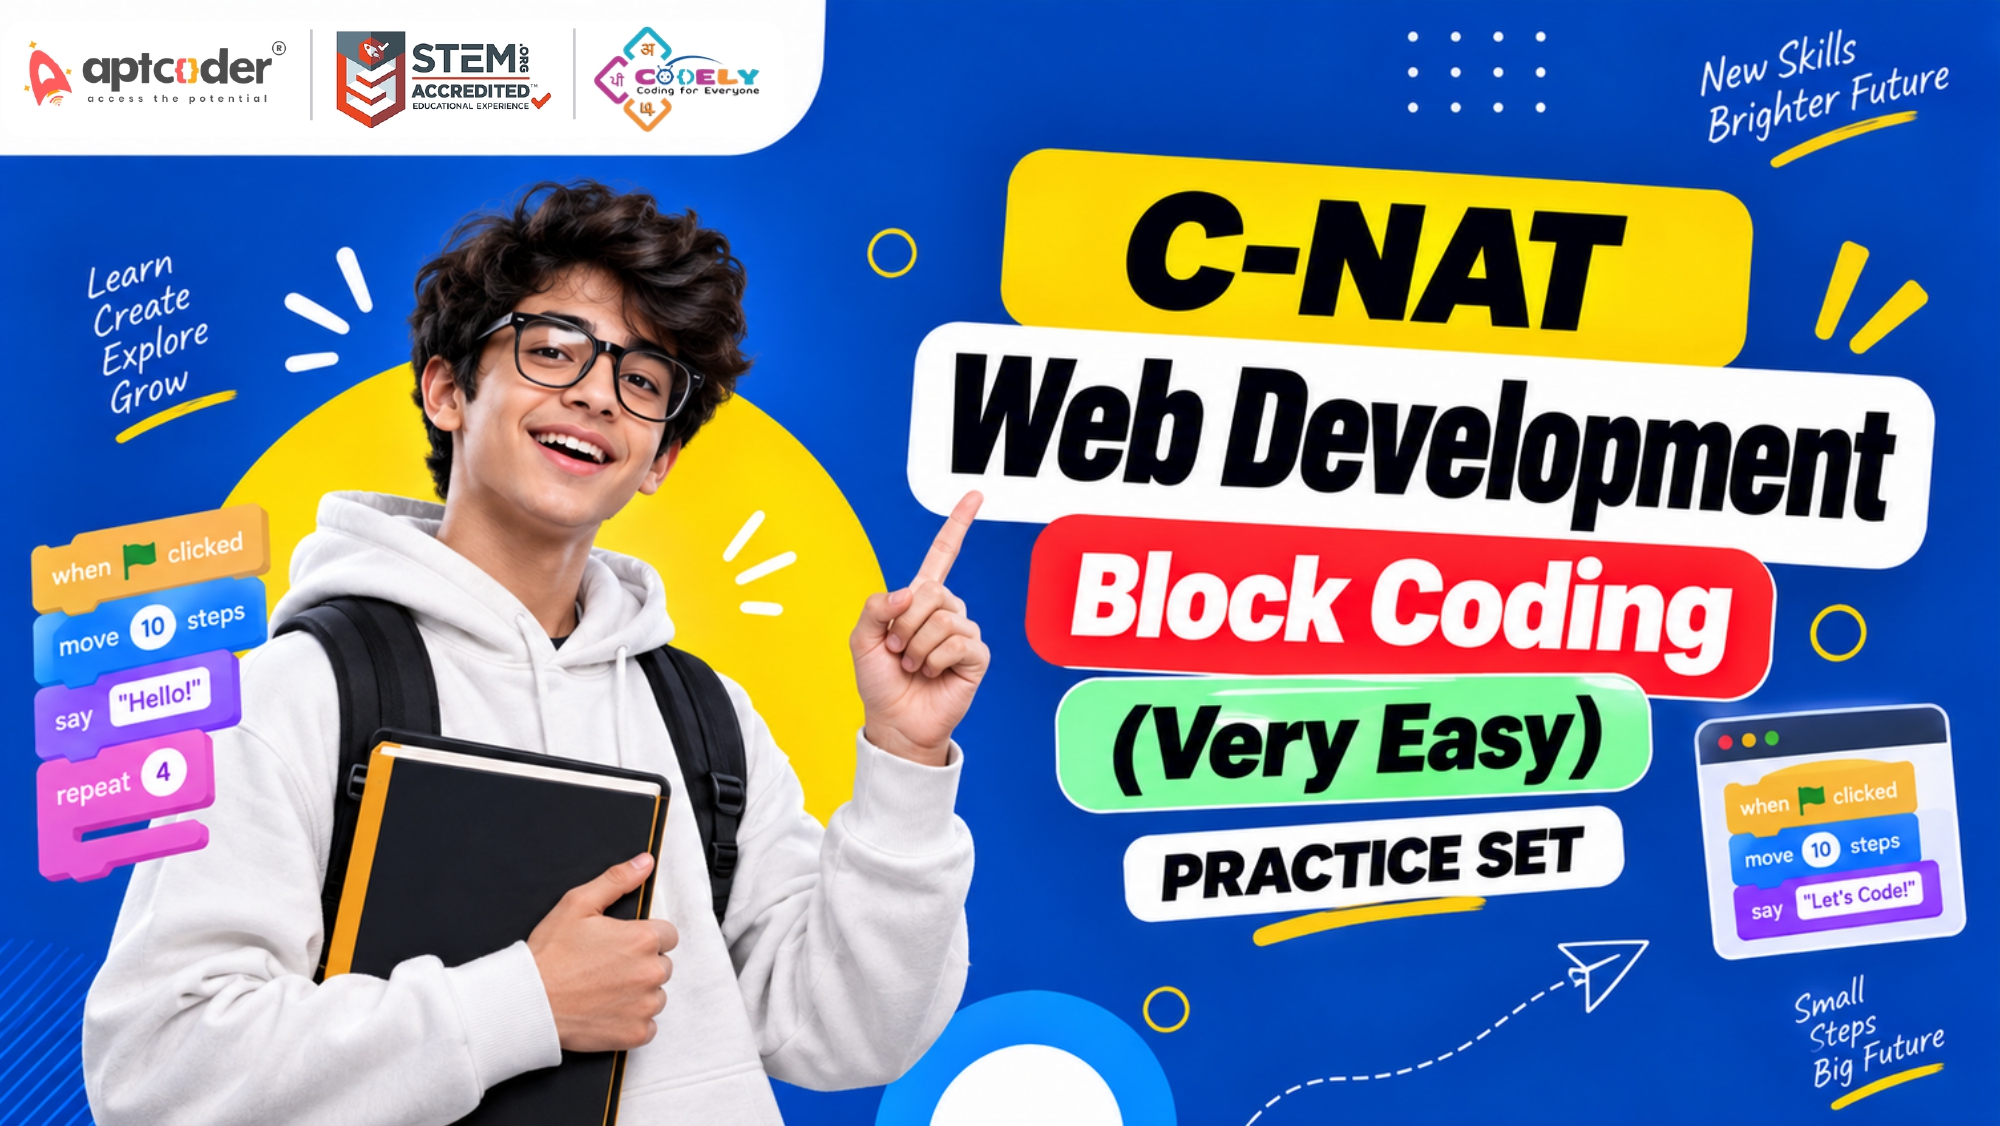 aptcoder®
access the potential
STEM.ORG
ACCREDITED™
EDUCATIONAL EXPERIENCE
अ
पी
CODELY
Coding for Everyone
New Skills
Brighter Future
Learn
Create
Explore
Grow
C-NAT
Web Development
Block Coding
(Very Easy)
PRACTICE SET
when clicked
move 10 steps
say "Hello!"
repeat 4
when clicked
move 10 steps
say "Let's Code!"
Small
Steps
Big Future